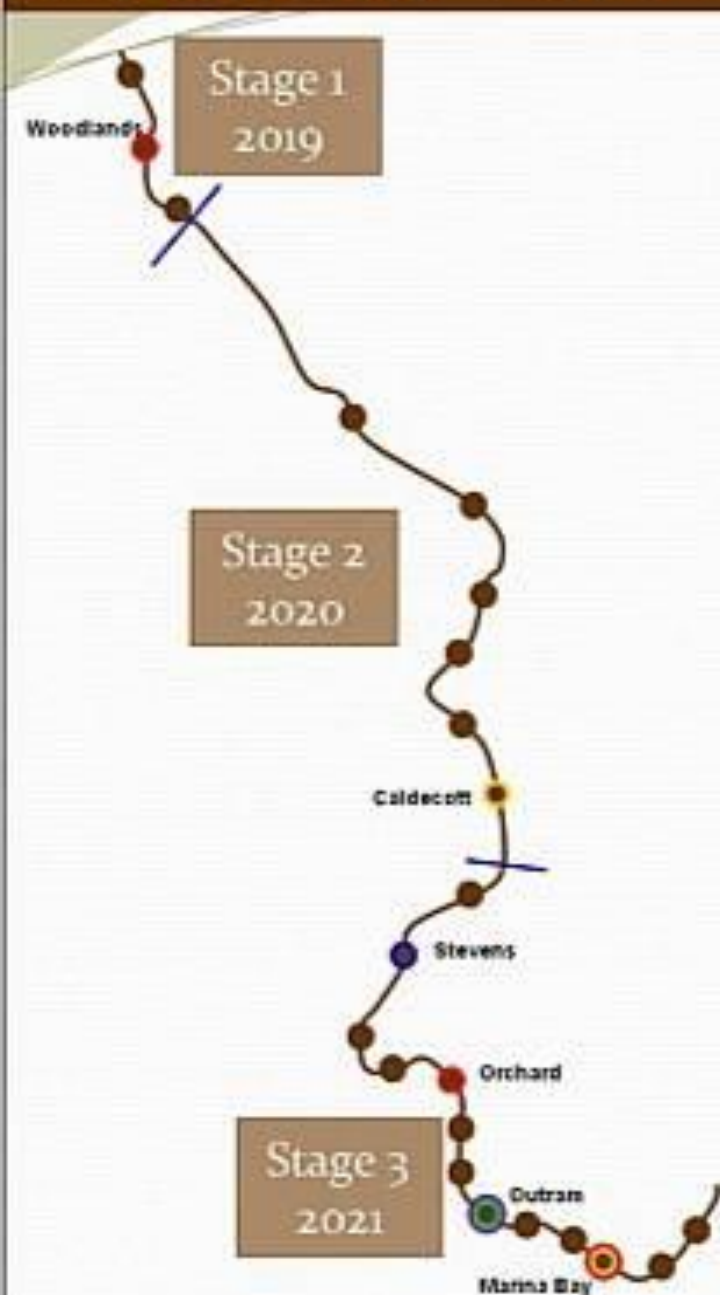 Stage 1
2019
Woodlands
Stage 2
2020
Caldecott
Stevens
Orchard
Stage 3
2021
Outram
Marina Bay